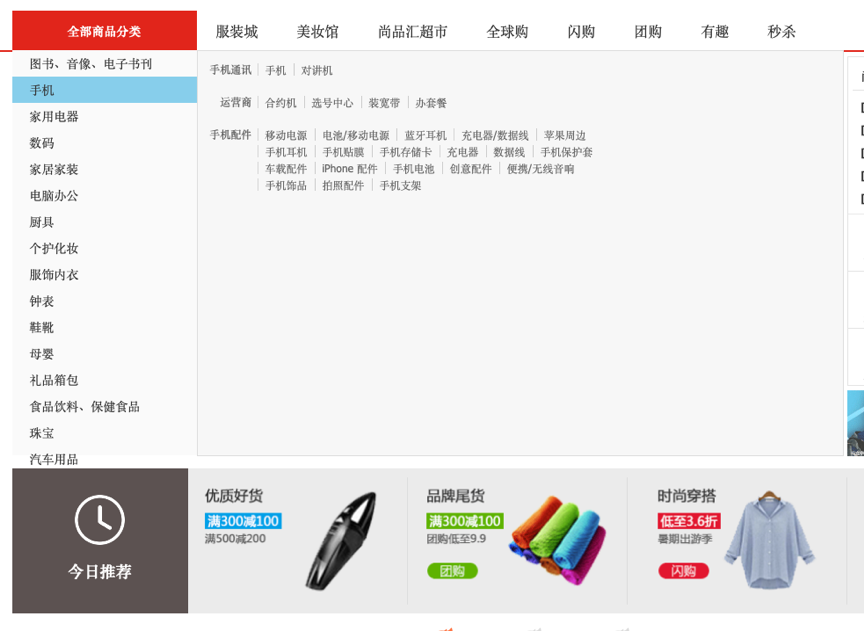 全部商品分类 服装城 美妆馆 尚品汇超市 全球购 闪购 团购 有趣 秒杀
图书、音像、电子书刊
手机
家用电器
数码
家居家装
电脑办公
厨具
个护化妆
服饰内衣
钟表
鞋靴
母婴
礼品箱包
食品饮料、保健食品
珠宝
汽车用品
手机通讯 手机 对讲机
运营商 合约机 选号中心 装宽带 办套餐
手机配件 移动电源 电池/移动电源 蓝牙耳机 充电器/数据线 苹果周边
手机耳机 手机贴膜 手机存储卡 充电器 数据线 手机保护套
车载配件 iPhone 配件 手机电池 创意配件 便携/无线音响
手机饰品 拍照配件 手机支架
今日推荐
优质好货
满300减100
满500减200
品牌尾货
满300减100
团购低至9.9
团购
时尚穿搭
低至3.6折
暑期出游季
闪购